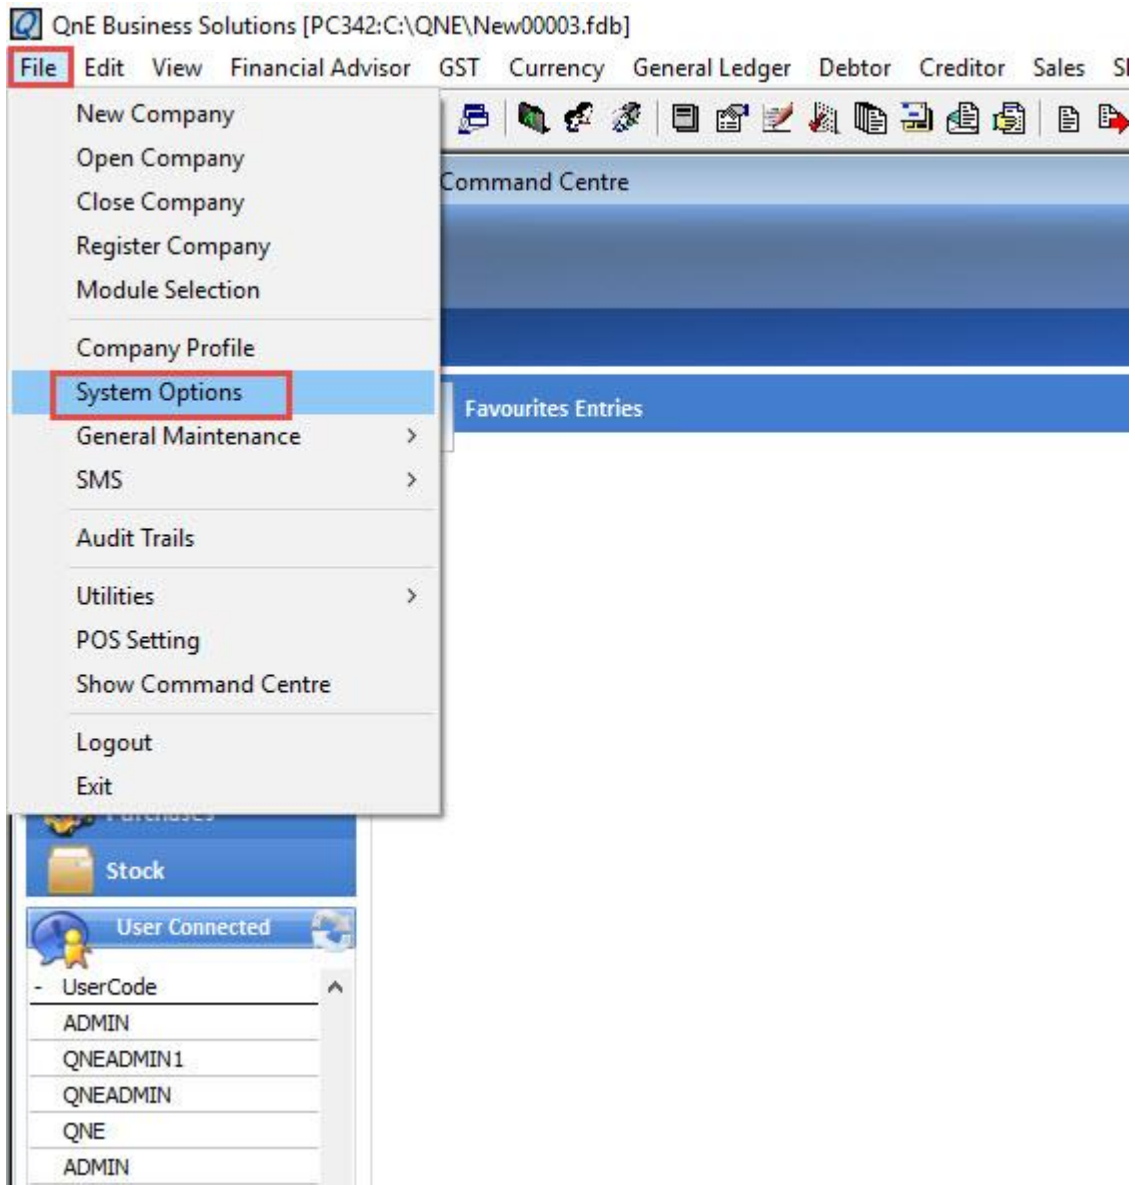 QnE Business Solutions [PC342:C:\QNE\New00003.fdb]
File Edit View Financial Advisor GST Currency General Ledger Debtor Creditor Sales
New Company
Open Company
Close Company
Register Company
Module Selection
Company Profile
System Options
General Maintenance
SMS
Audit Trails
Utilities
POS Setting
Show Command Centre
Logout
Exit
Command Centre
Favourites Entries
Stock
User Connected
- UserCode
ADMIN
QNEADMIN1
QNEADMIN
QNE
ADMIN